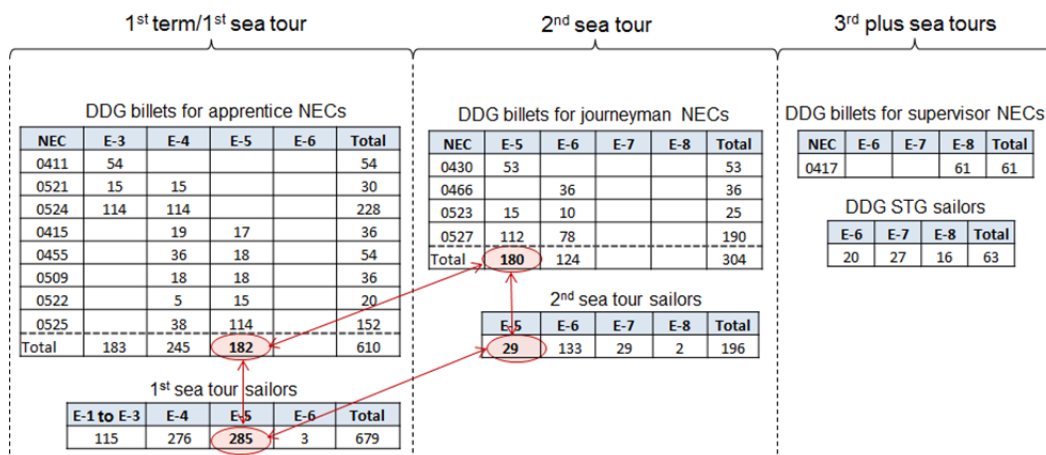 1st term/1st sea tour
2nd sea tour
3rd plus sea tours
DDG billets for apprentice NECs
NEC E-3 E-4 E-5 E-6 Total
0411 54 54
0521 15 15 30
0524 114 114 228
0415 19 17 36
0455 36 18 54
0509 18 18 36
0522 5 15 20
0525 38 114 152
Total 183 245 182 610
1st sea tour sailors
E-1 to E-3 E-4 E-5 E-6 Total
115 276 285 3 679
DDG billets for journeyman NECs
NEC E-5 E-6 E-7 E-8 Total
0430 53 53
0466 36 36
0523 15 10 25
0527 112 78 190
Total 180 124 304
2nd sea tour sailors
E-5 E-6 E-7 E-8 Total
29 133 29 2 196
DDG billets for supervisor NECs
NEC E-6 E-7 E-8 Total
0417 61 61
DDG STG sailors
E-6 E-7 E-8 Total
20 27 16 63